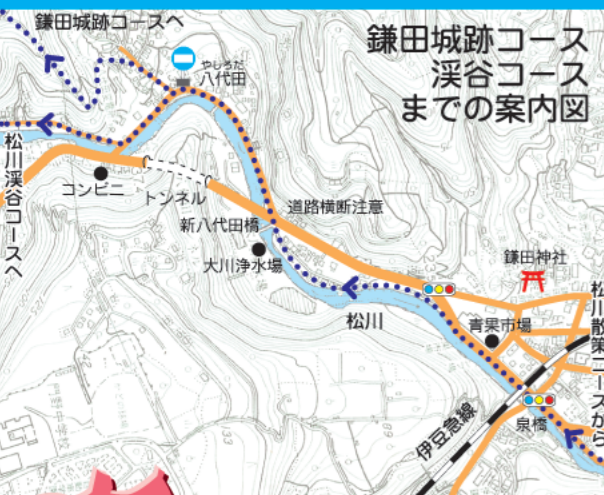 鎌田城跡コース
渓谷コース
までの案内図
鎌田城跡コースへ
やしろだ
八代田
松川渓谷コースへ
コンビニ
トンネル
道路横断注意
新八代田橋
大川浄水場
鎌田神社
松川
青果市場
松川散策コースから
伊豆急線
泉橋
133